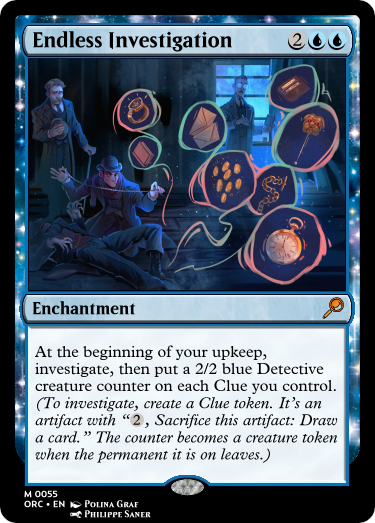 Endless Investigation 2
Enchantment
At the beginning of your upkeep,
investigate, then put a 2/2 blue Detective
creature counter on each Clue you control.
(To investigate, create a Clue token. It's an
artifact with “2, Sacrifice this artifact: Draw
a card.” The counter becomes a creature token
when the permanent it is on leaves.)
M 0055
ORC • EN Polina Graf
Philippe Saner